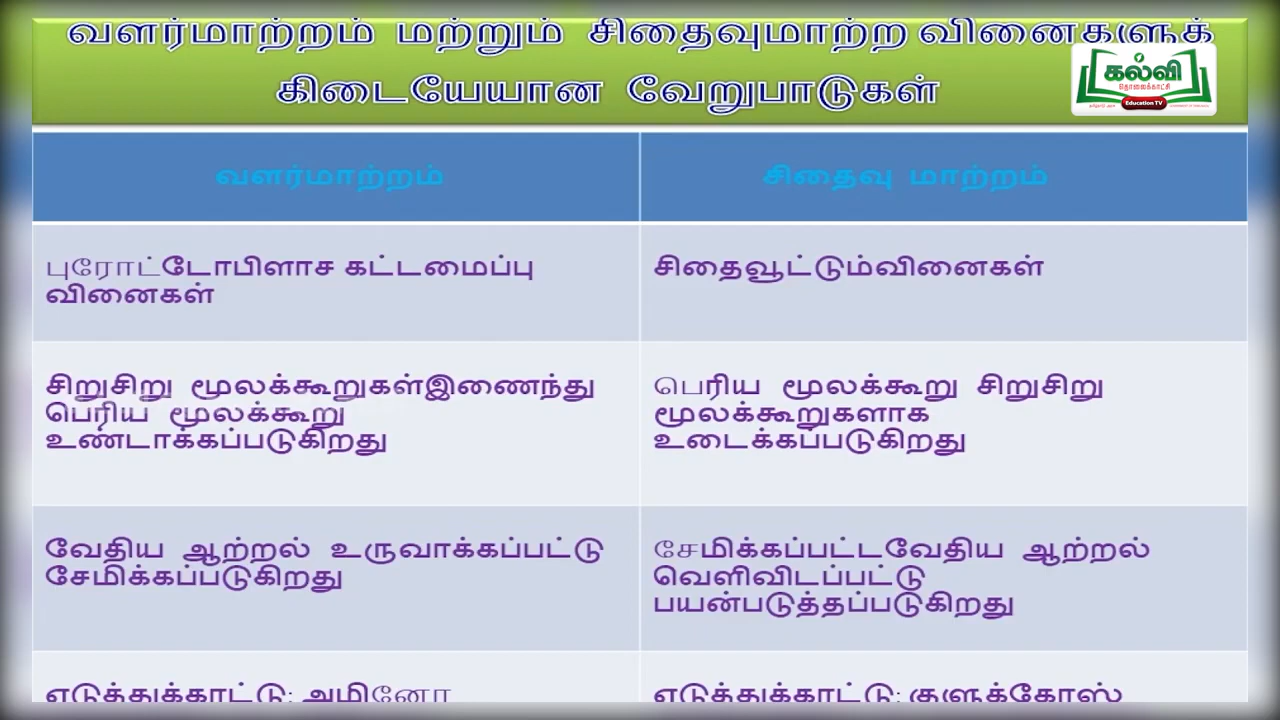 வளர்மாற்றம் மற்றும் சிதைவுமாற்ற வினைகளுக்
கிடையேயான வேறுபாடுகள்
கல்வி
தொலைக்காட்சி
Education TV
வளர்மாற்றம்
சிதைவு மாற்றம்
புரோட்டோபிளாச கட்டமைப்பு
வினைகள்
சிதைவூட்டும்வினைகள்
சிறுசிறு மூலக்கூறுகள்இணைந்து
பெரிய மூலக்கூறு
உண்டாக்கப்படுகிறது
பெரிய மூலக்கூறு சிறுசிறு
மூலக்கூறுகளாக
உடைக்கப்படுகிறது
வேதிய ஆற்றல் உருவாக்கப்பட்டு
சேமிக்கப்படுகிறது
சேமிக்கப்பட்டவேதிய ஆற்றல்
வெளிவிடப்பட்டு
பயன்படுத்தப்படுகிறது
எடுத்துக்காட்டு: அமினோ
எடுத்துக்காட்டு: குளுக்கோஸ்